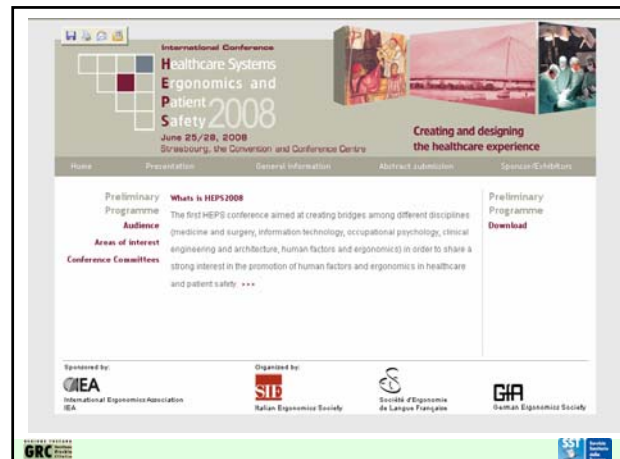 International Conference
Healthcare Systems
Ergonomics and
Patient
Safety 2008
June 25/28, 2008
Strasbourg, the Convention and Conference Centre
Creating and designing
the healthcare experience
Home Presentation General information Abstract submission Sponsor/Exhibitors
Preliminary
Programme
Audience
Areas of interest
Conference Committees
Whats is HEPS2008
The first HEPS conference aimed at creating bridges among different disciplines
(medicine and surgery, information technology, occupational psychology, clinical
engineering and architecture, human factors and ergonomics) in order to share a
strong interest in the promotion of human factors and ergonomics in healthcare
and patient safety. >>>
Preliminary
Programme
Download
Sponsored by:
IEA
International Ergonomics Association
IEA
Organized by:
SIE
Italian Ergonomics Society
Société d'Ergonomie
de Langue Française
GfA
German Ergonomics Society
REGIONE TOSCANA
GRC
SST